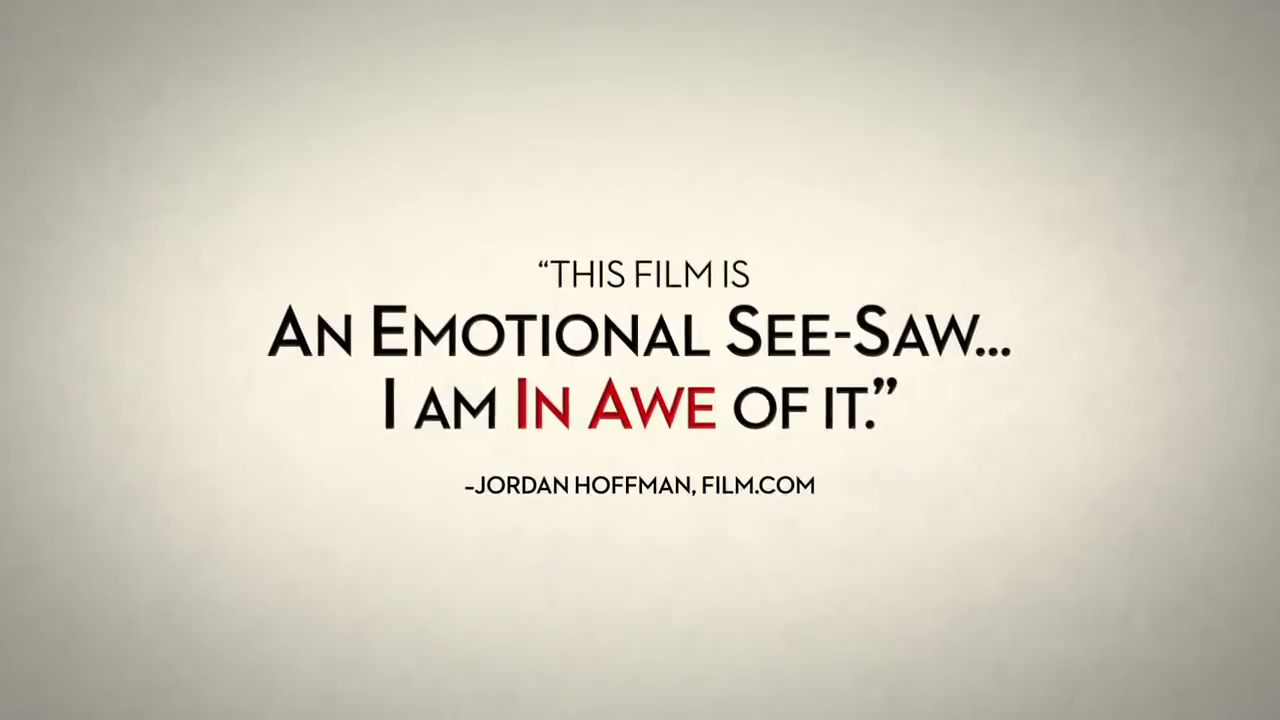 “THIS FILM IS
AN EMOTIONAL SEE-SAW...
I AM IN AWE OF IT.”
–JORDAN HOFFMAN, FILM.COM